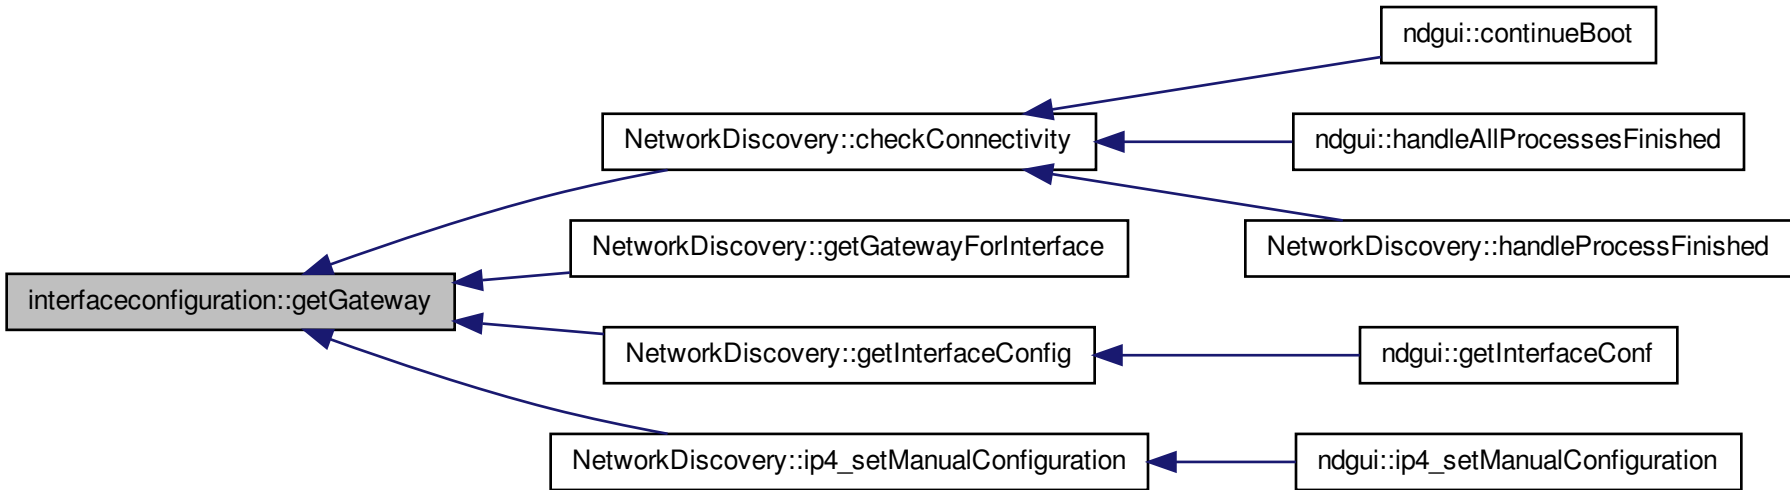 ndgui::continueBoot
NetworkDiscovery::checkConnectivity
ndgui::handleAllProcessesFinished
NetworkDiscovery::getGatewayForInterface
NetworkDiscovery::handleProcessFinished
interfaceconfiguration::getGateway
NetworkDiscovery::getInterfaceConfig
ndgui::getInterfaceConf
NetworkDiscovery::ip4_setManualConfiguration
ndgui::ip4_setManualConfiguration